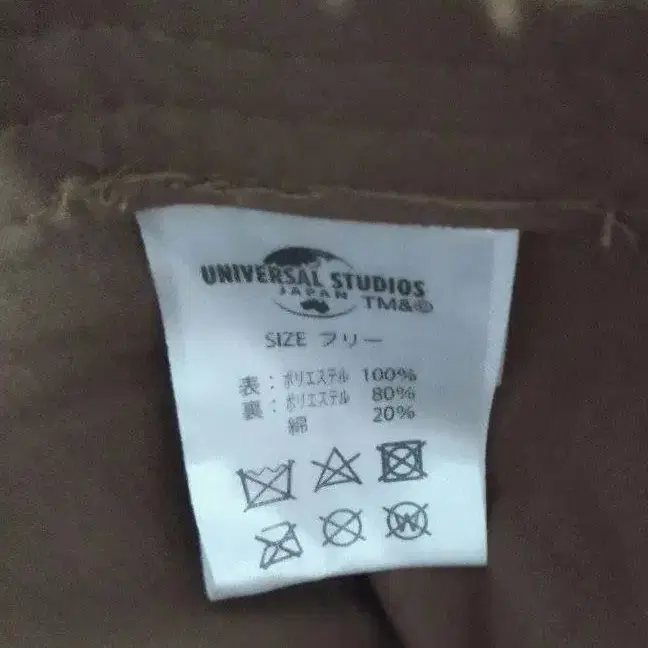 UNIVERSAL STUDIOS
JAPAN TM&©
SIZE フリー
表：ポリエステル 100%
裏：ポリエステル 80%
綿 20%
W